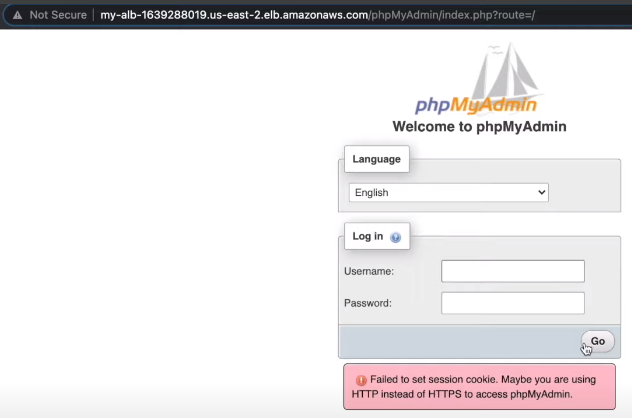 Not Secure | my-alb-1639288019.us-east-2.elb.amazonaws.com/phpMyAdmin/index.php?route=/
phpMyAdmin
Welcome to phpMyAdmin
Language
English
Log in
Username:
Password:
Go
Failed to set session cookie. Maybe you are using
HTTP instead of HTTPS to access phpMyAdmin.